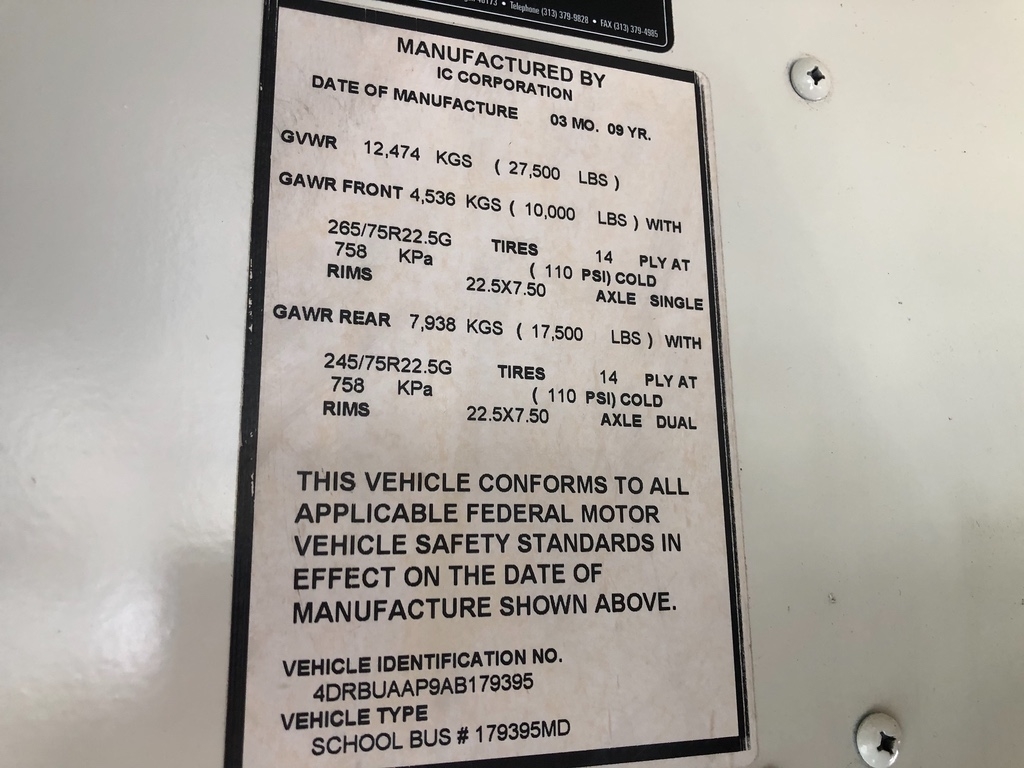 Telephone (313) 379-9828 • FAX (313) 379-4985
MANUFACTURED BY
IC CORPORATION
DATE OF MANUFACTURE 03 MO. 09 YR.
GVWR 12,474 KGS ( 27,500 LBS )
GAWR FRONT 4,536 KGS ( 10,000 LBS ) WITH
265/75R22.5G TIRES 14 PLY AT
758 KPa ( 110 PSI) COLD
RIMS 22.5X7.50 AXLE SINGLE
GAWR REAR 7,938 KGS ( 17,500 LBS ) WITH
245/75R22.5G TIRES 14 PLY AT
758 KPa ( 110 PSI) COLD
RIMS 22.5X7.50 AXLE DUAL
THIS VEHICLE CONFORMS TO ALL
APPLICABLE FEDERAL MOTOR
VEHICLE SAFETY STANDARDS IN
EFFECT ON THE DATE OF
MANUFACTURE SHOWN ABOVE.
VEHICLE IDENTIFICATION NO.
4DRBUAAP9AB179395
VEHICLE TYPE
SCHOOL BUS # 179395MD